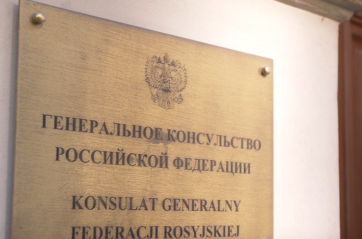 ГЕНЕРАЛЬНОЕ КОНСУЛЬСТВО
РОССИЙСКОЙ ФЕДЕРАЦИИ
KONSULAT GENERALNY
FEDERACJI ROSYJSKIEJ